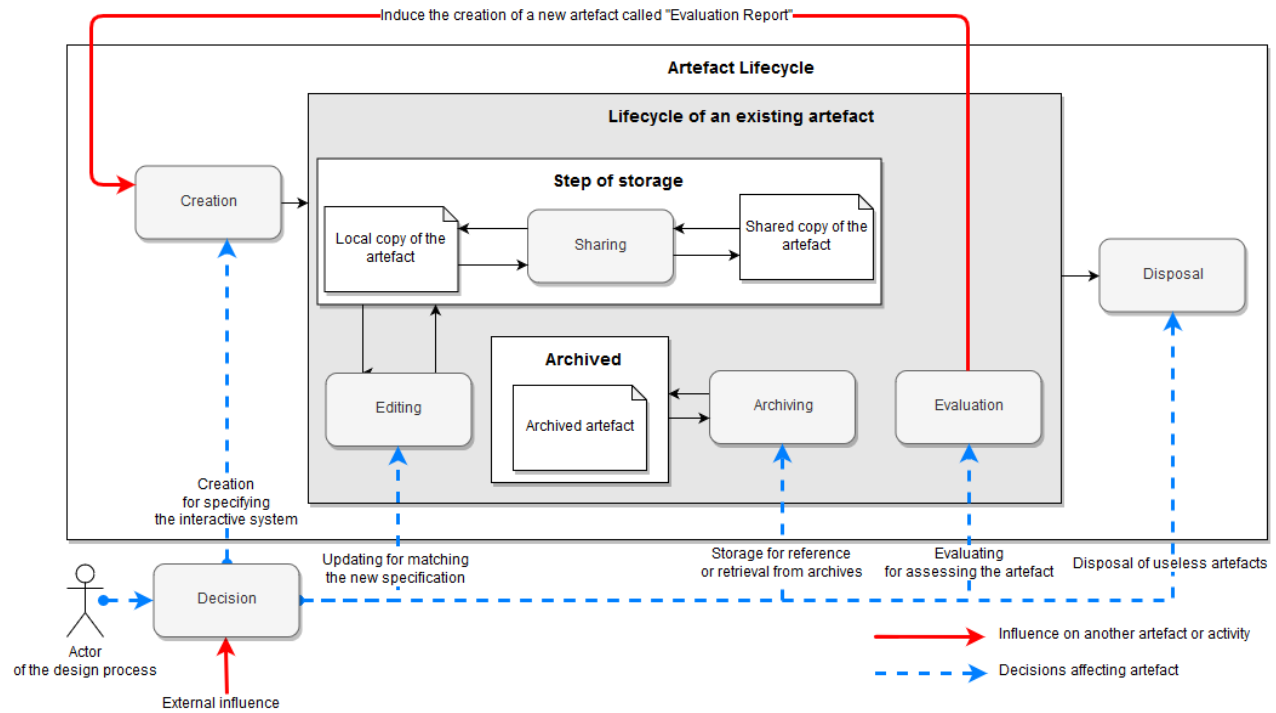 Induce the creation of a new artefact called "Evaluation Report"
Artefact Lifecycle
Lifecycle of an existing artefact
Step of storage
Creation
Local copy of the
artefact
Sharing
Shared copy of the
artefact
Disposal
Archived
Editing
Archived artefact
Archiving
Evaluation
Creation
for specifying
the interactive system
Updating for matching
the new specification
Storage for reference
or retrieval from archives
Evaluating
for assessing the artefact
Disposal of useless artefacts
Decision
Actor
of the design process
External influence
Influence on another artefact or activity
Decisions affecting artefact